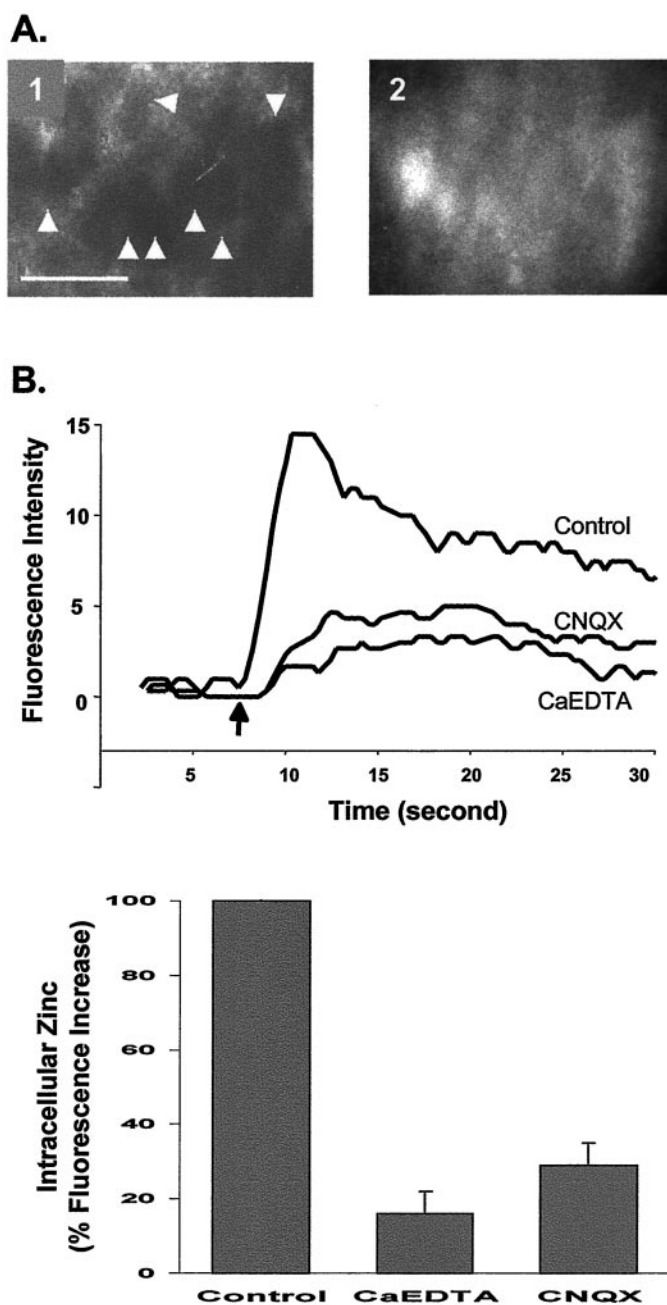 A.
1
2
B.
Fluorescence Intensity
15
10
5
0
Control
CNQX
CaEDTA
5
10
15
20
25
30
Time (second)
Intracellular Zinc
(% Fluorescence Increase)
100
80
60
40
20
0
Control
CaEDTA
CNQX